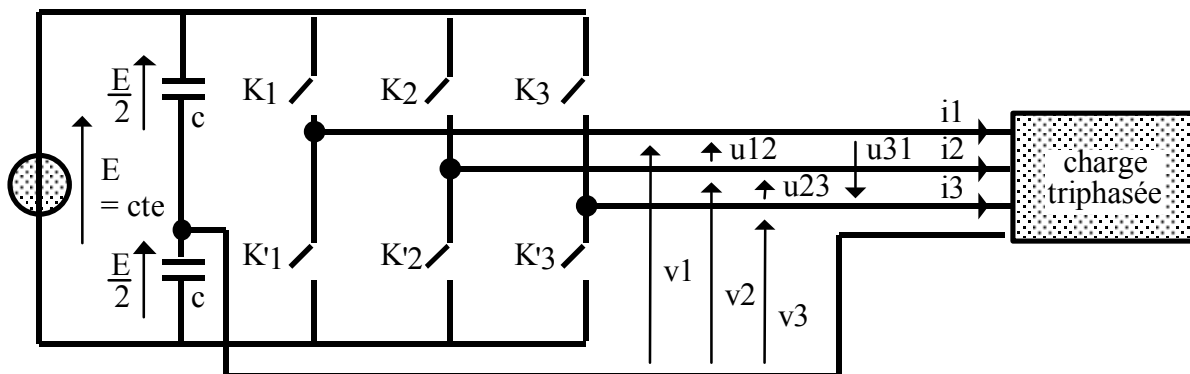 E
2
c
E
= cte
E
2
c
K1
K2
K3
K'1
K'2
K'3
u12
u31
u23
v1
v2
v3
i1
i2
i3
charge
triphasée